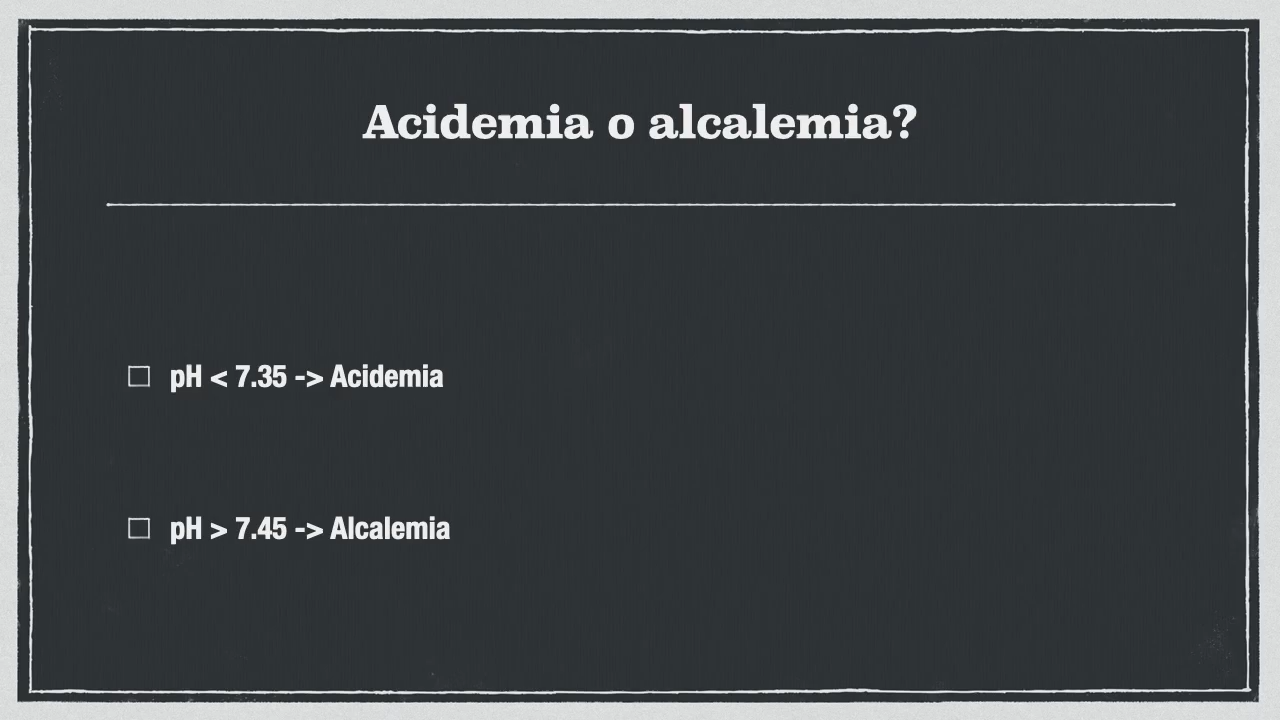 Acidemia o alcalemia?
pH < 7.35 -> Acidemia
pH > 7.45 -> Alcalemia